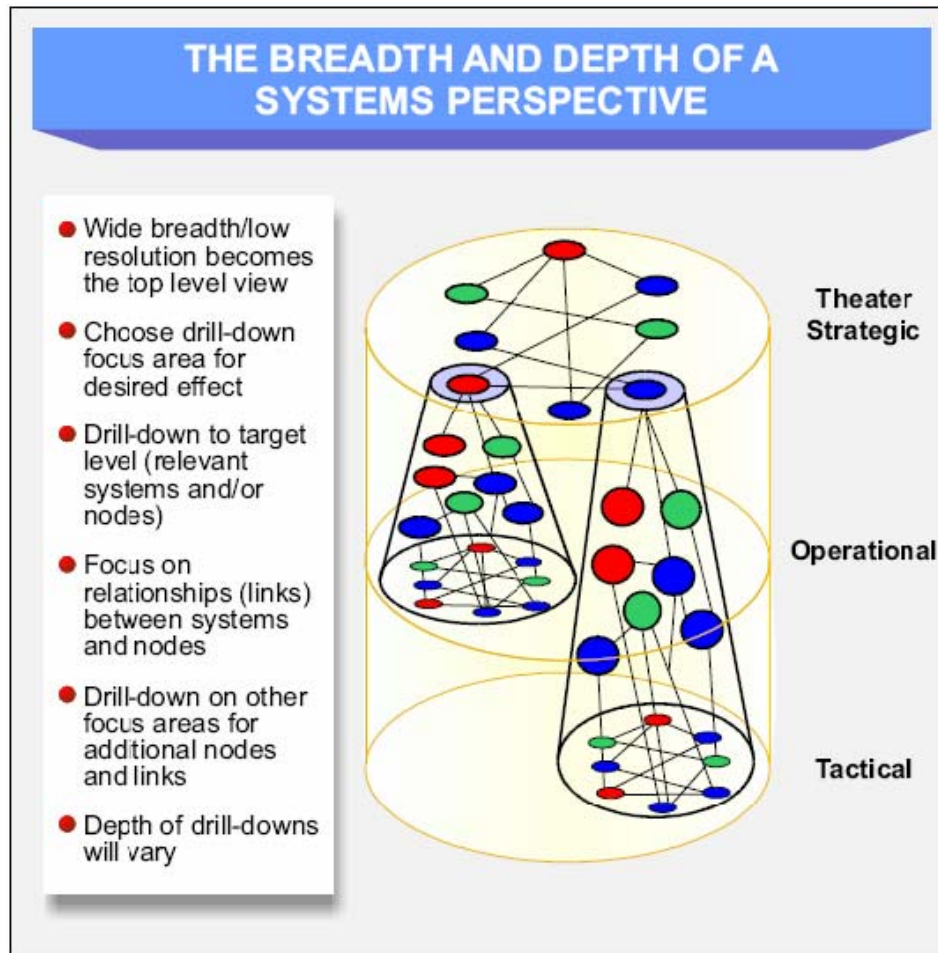 THE BREADTH AND DEPTH OF A
SYSTEMS PERSPECTIVE
Wide breadth/low
resolution becomes
the top level view
Choose drill-down
focus area for
desired effect
Drill-down to target
level (relevant
systems and/or
nodes)
Focus on
relationships (links)
between systems
and nodes
Drill-down on other
focus areas for
additional nodes
and links
Depth of drill-downs
will vary
Theater
Strategic
Operational
Tactical